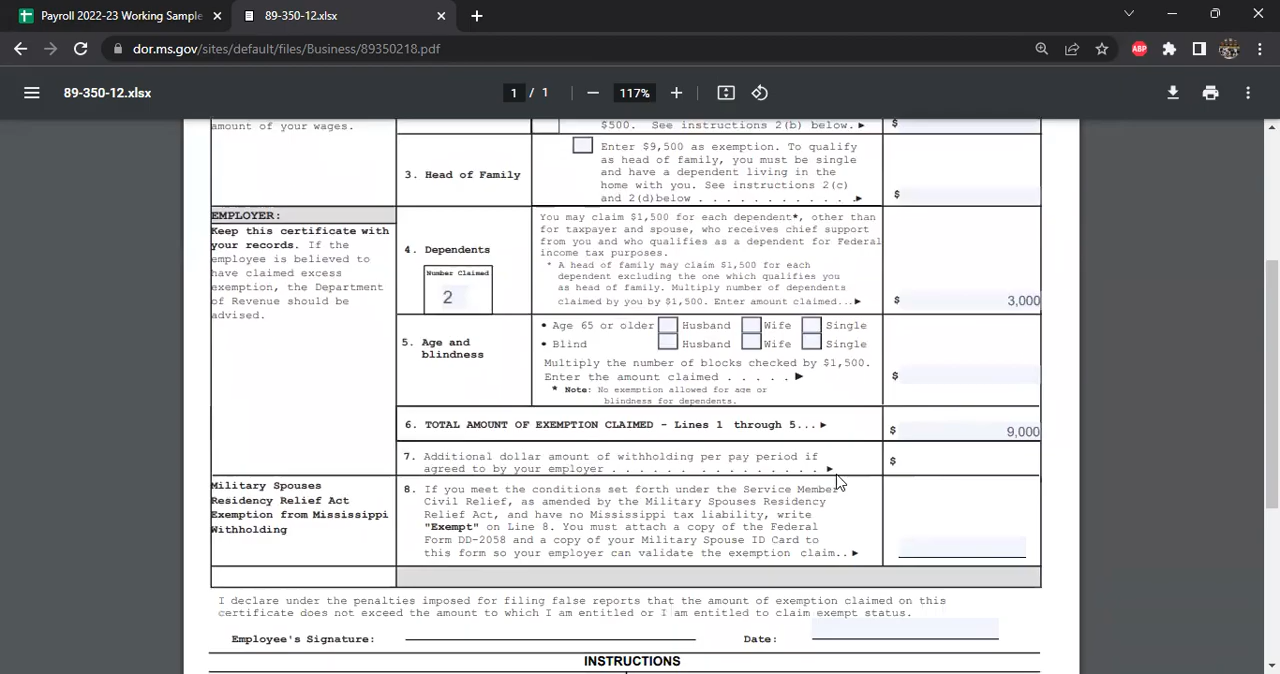 Payroll 2022-23 Working Sample
89-350-12.xlsx
dor.ms.gov/sites/default/files/Business/89350218.pdf
ABP
89-350-12.xlsx
1 / 1
117%
amount of your wages.
$500. See instructions 2(b) below.
$
3. Head of Family
Enter $9,500 as exemption. To qualify
as head of family, you must be single
and have a dependent living in the
home with you. See instructions 2(c)
and 2(d)below . . . . . . . . . . . .
$
EMPLOYER:
Keep this certificate with
your records. If the
employee is believed to
have claimed excess
exemption, the Department
of Revenue should be
advised.
4. Dependents
Number Claimed
2
You may claim $1,500 for each dependent*, other than
for taxpayer and spouse, who receives chief support
from you and who qualifies as a dependent for Federal
income tax purposes.
* A head of family may claim $1,500 for each
dependent excluding the one which qualifies you
as head of family. Multiply number of dependents
claimed by you by $1,500. Enter amount claimed...
$ 3,000
5. Age and
blindness
• Age 65 or older Husband Wife Single
• Blind Husband Wife Single
Multiply the number of blocks checked by $1,500.
Enter the amount claimed . . . . .
* Note: No exemption allowed for age or
blindness for dependents.
$
6. TOTAL AMOUNT OF EXEMPTION CLAIMED - Lines 1 through 5...
$ 9,000
7. Additional dollar amount of withholding per pay period if
agreed to by your employer . . . . . . . . . . . . . . .
$
Military Spouses
Residency Relief Act
Exemption from Mississippi
Withholding
8. If you meet the conditions set forth under the Service Member
Civil Relief, as amended by the Military Spouses Residency
Relief Act, and have no Mississippi tax liability, write
"Exempt" on Line 8. You must attach a copy of the Federal
Form DD-2058 and a copy of your Military Spouse ID Card to
this form so your employer can validate the exemption claim..
I declare under the penalties imposed for filing false reports that the amount of exemption claimed on this
certificate does not exceed the amount to which I am entitled or I am entitled to claim exempt status.
Employee's Signature:
Date:
INSTRUCTIONS